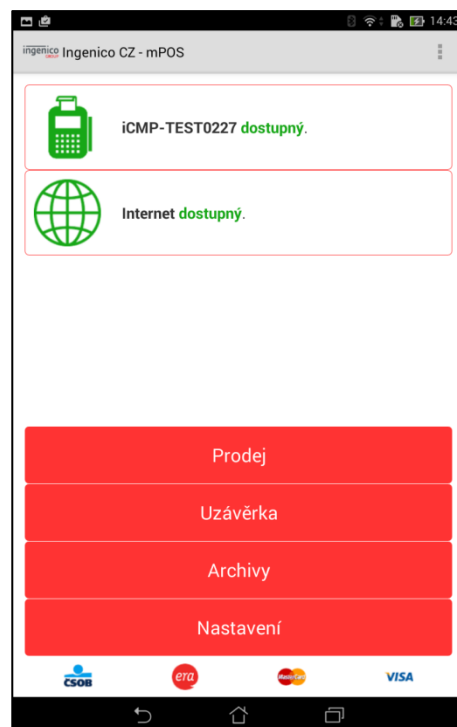 14:43
ingenico
GROUP
Ingenico CZ - mPOS
iCMP-TEST0227 dostupný.
Internet dostupný.
Prodej
Uzávěrka
Archivy
Nastavení
ČSOB
era
MasterCard
VISA